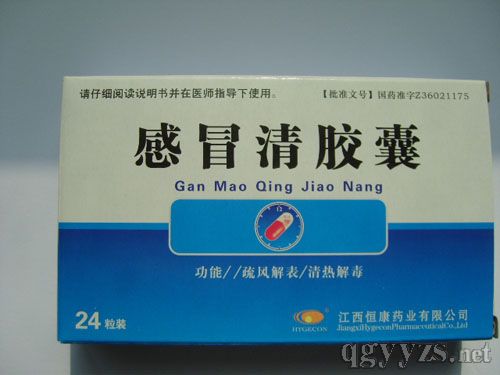 请仔细阅读说明书并在医师指导下使用。 【批准文号】国药准字Z36021175
感冒清胶囊
Gan Mao Qing Jiao Nang
功能//疏风解表/清热解毒
24粒装
HYGECON
江西恒康药业有限公司
JiangxiHygeconPharmaceuticalCo.,Ltd
qgyyzs.net